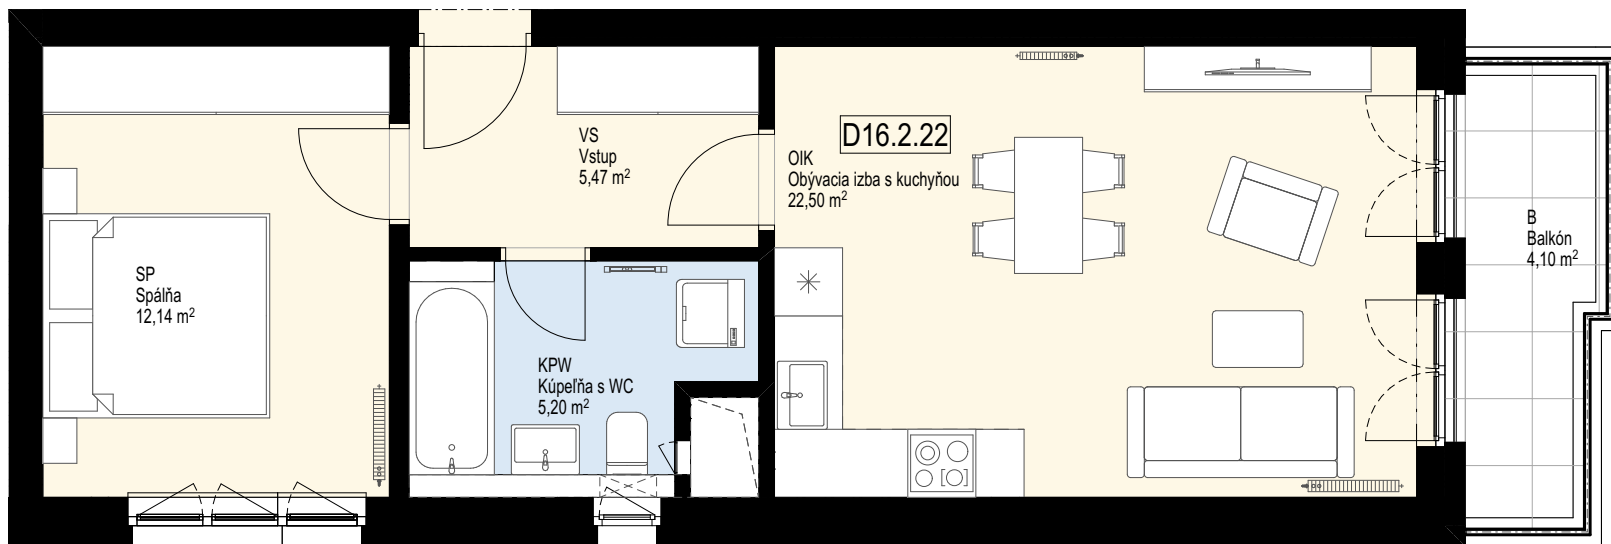 SP
Spálňa
12,14 m²
VS
Vstup
5,47 m²
KPW
Kúpeľňa s WC
5,20 m²
D16.2.22
OIK
Obývacia izba s kuchyňou
22,50 m²
B
Balkón
4,10 m²